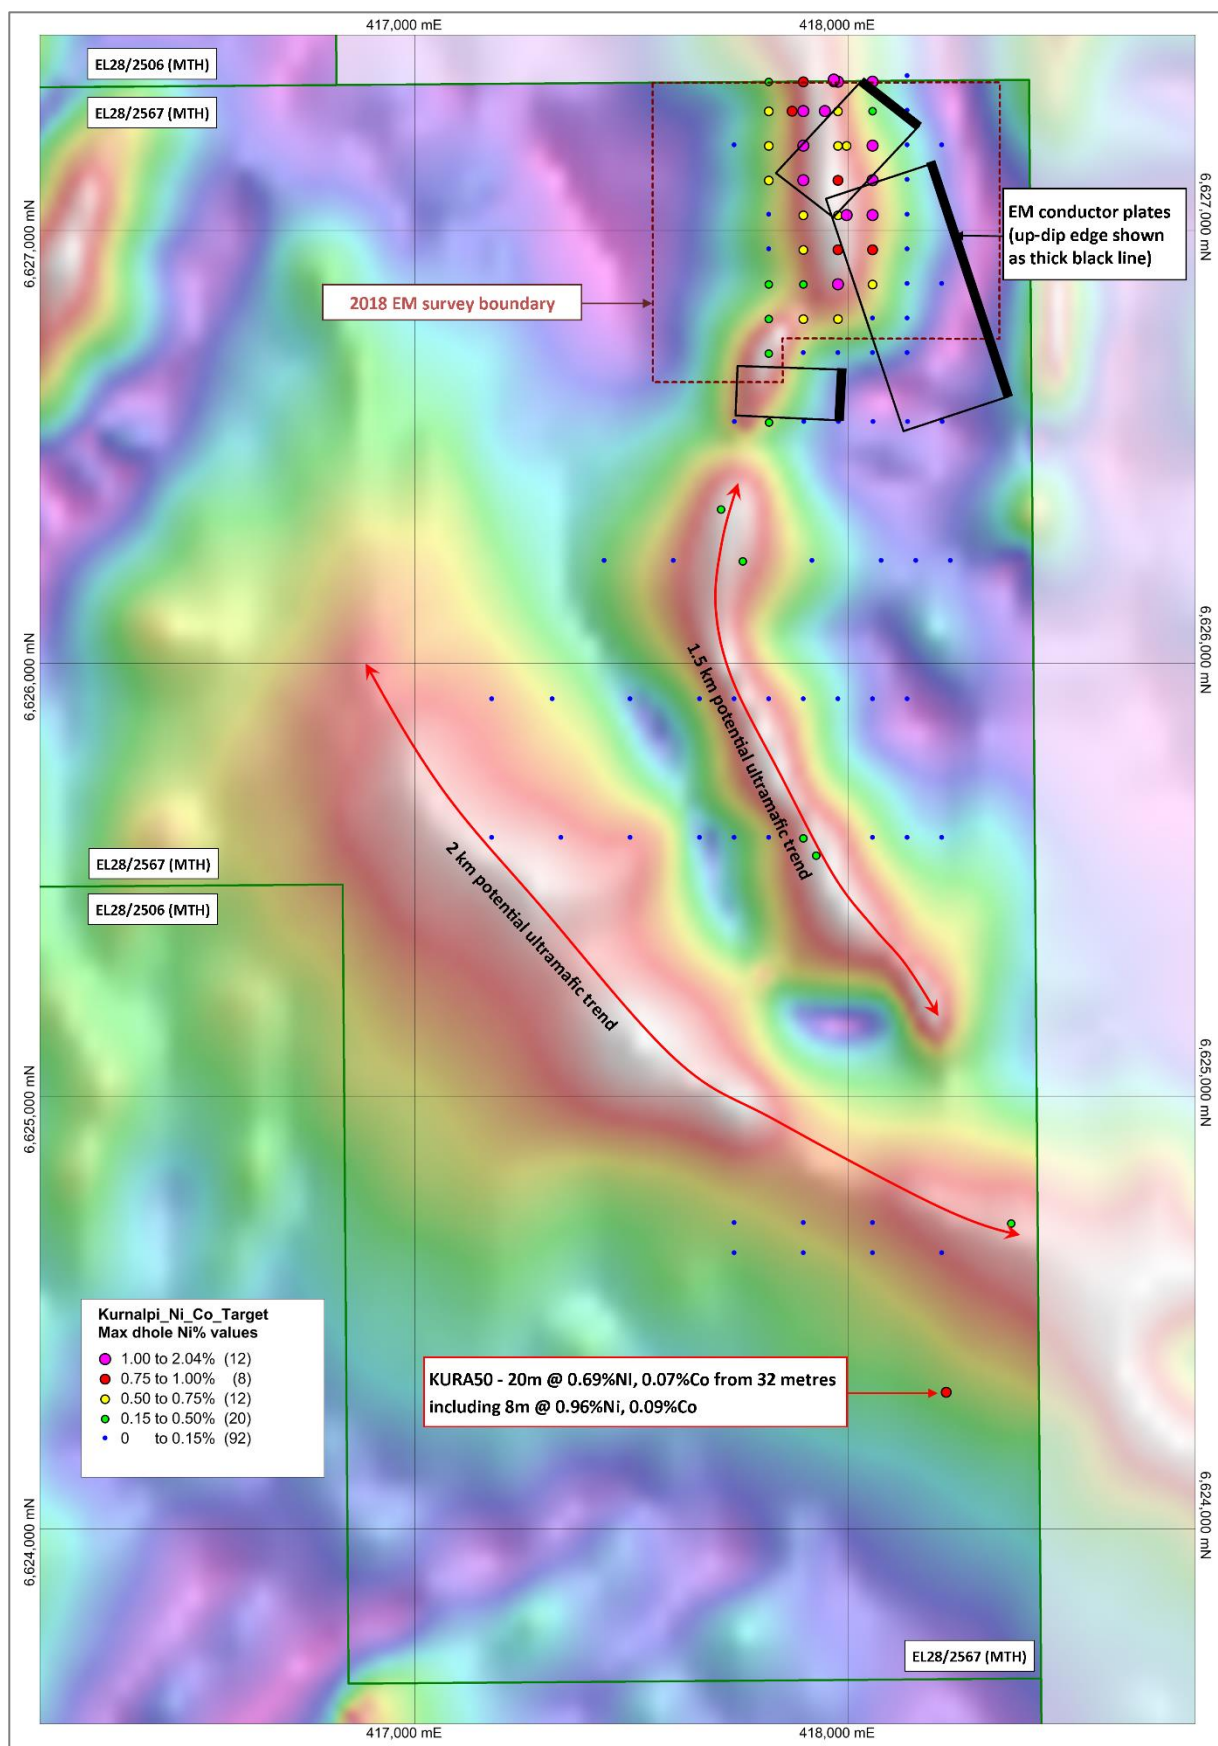 417,000 mE
418,000 mE
EL28/2506 (MTH)
EL28/2567 (MTH)
6,627,000 mN
6,627,000 mN
EM conductor plates
(up-dip edge shown
as thick black line)
2018 EM survey boundary
6,626,000 mN
6,626,000 mN
1.5 km potential ultramafic trend
2 km potential ultramafic trend
EL28/2567 (MTH)
EL28/2506 (MTH)
6,625,000 mN
6,625,000 mN
Kurnalpi_Ni_Co_Target
Max dhole Ni% values
1.00 to 2.04% (12)
0.75 to 1.00% (8)
0.50 to 0.75% (12)
0.15 to 0.50% (20)
0 to 0.15% (92)
KURA50 - 20m @ 0.69%NI, 0.07%Co from 32 metres
including 8m @ 0.96%Ni, 0.09%Co
6,624,000 mN
6,624,000 mN
EL28/2567 (MTH)
417,000 mE
418,000 mE